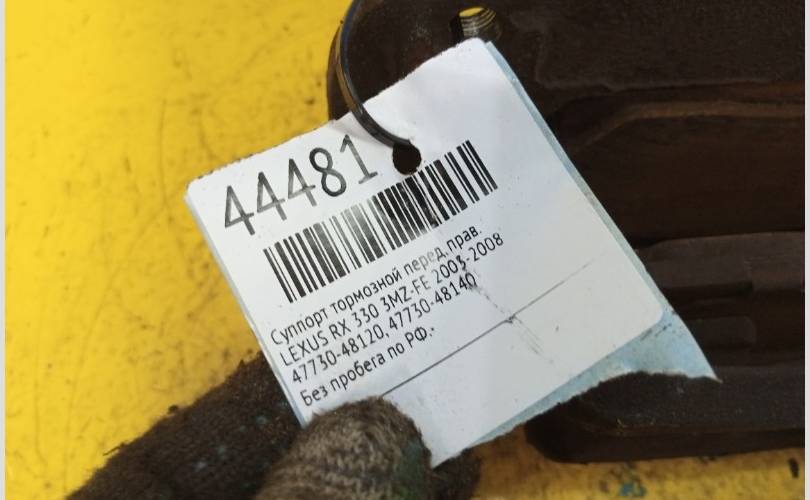 44481
Суппорт тормозной перед. прав.
LEXUS RX 330 3MZ-FE 2003-2008
47730-48120, 47730-48140
Без пробега по РФ.-